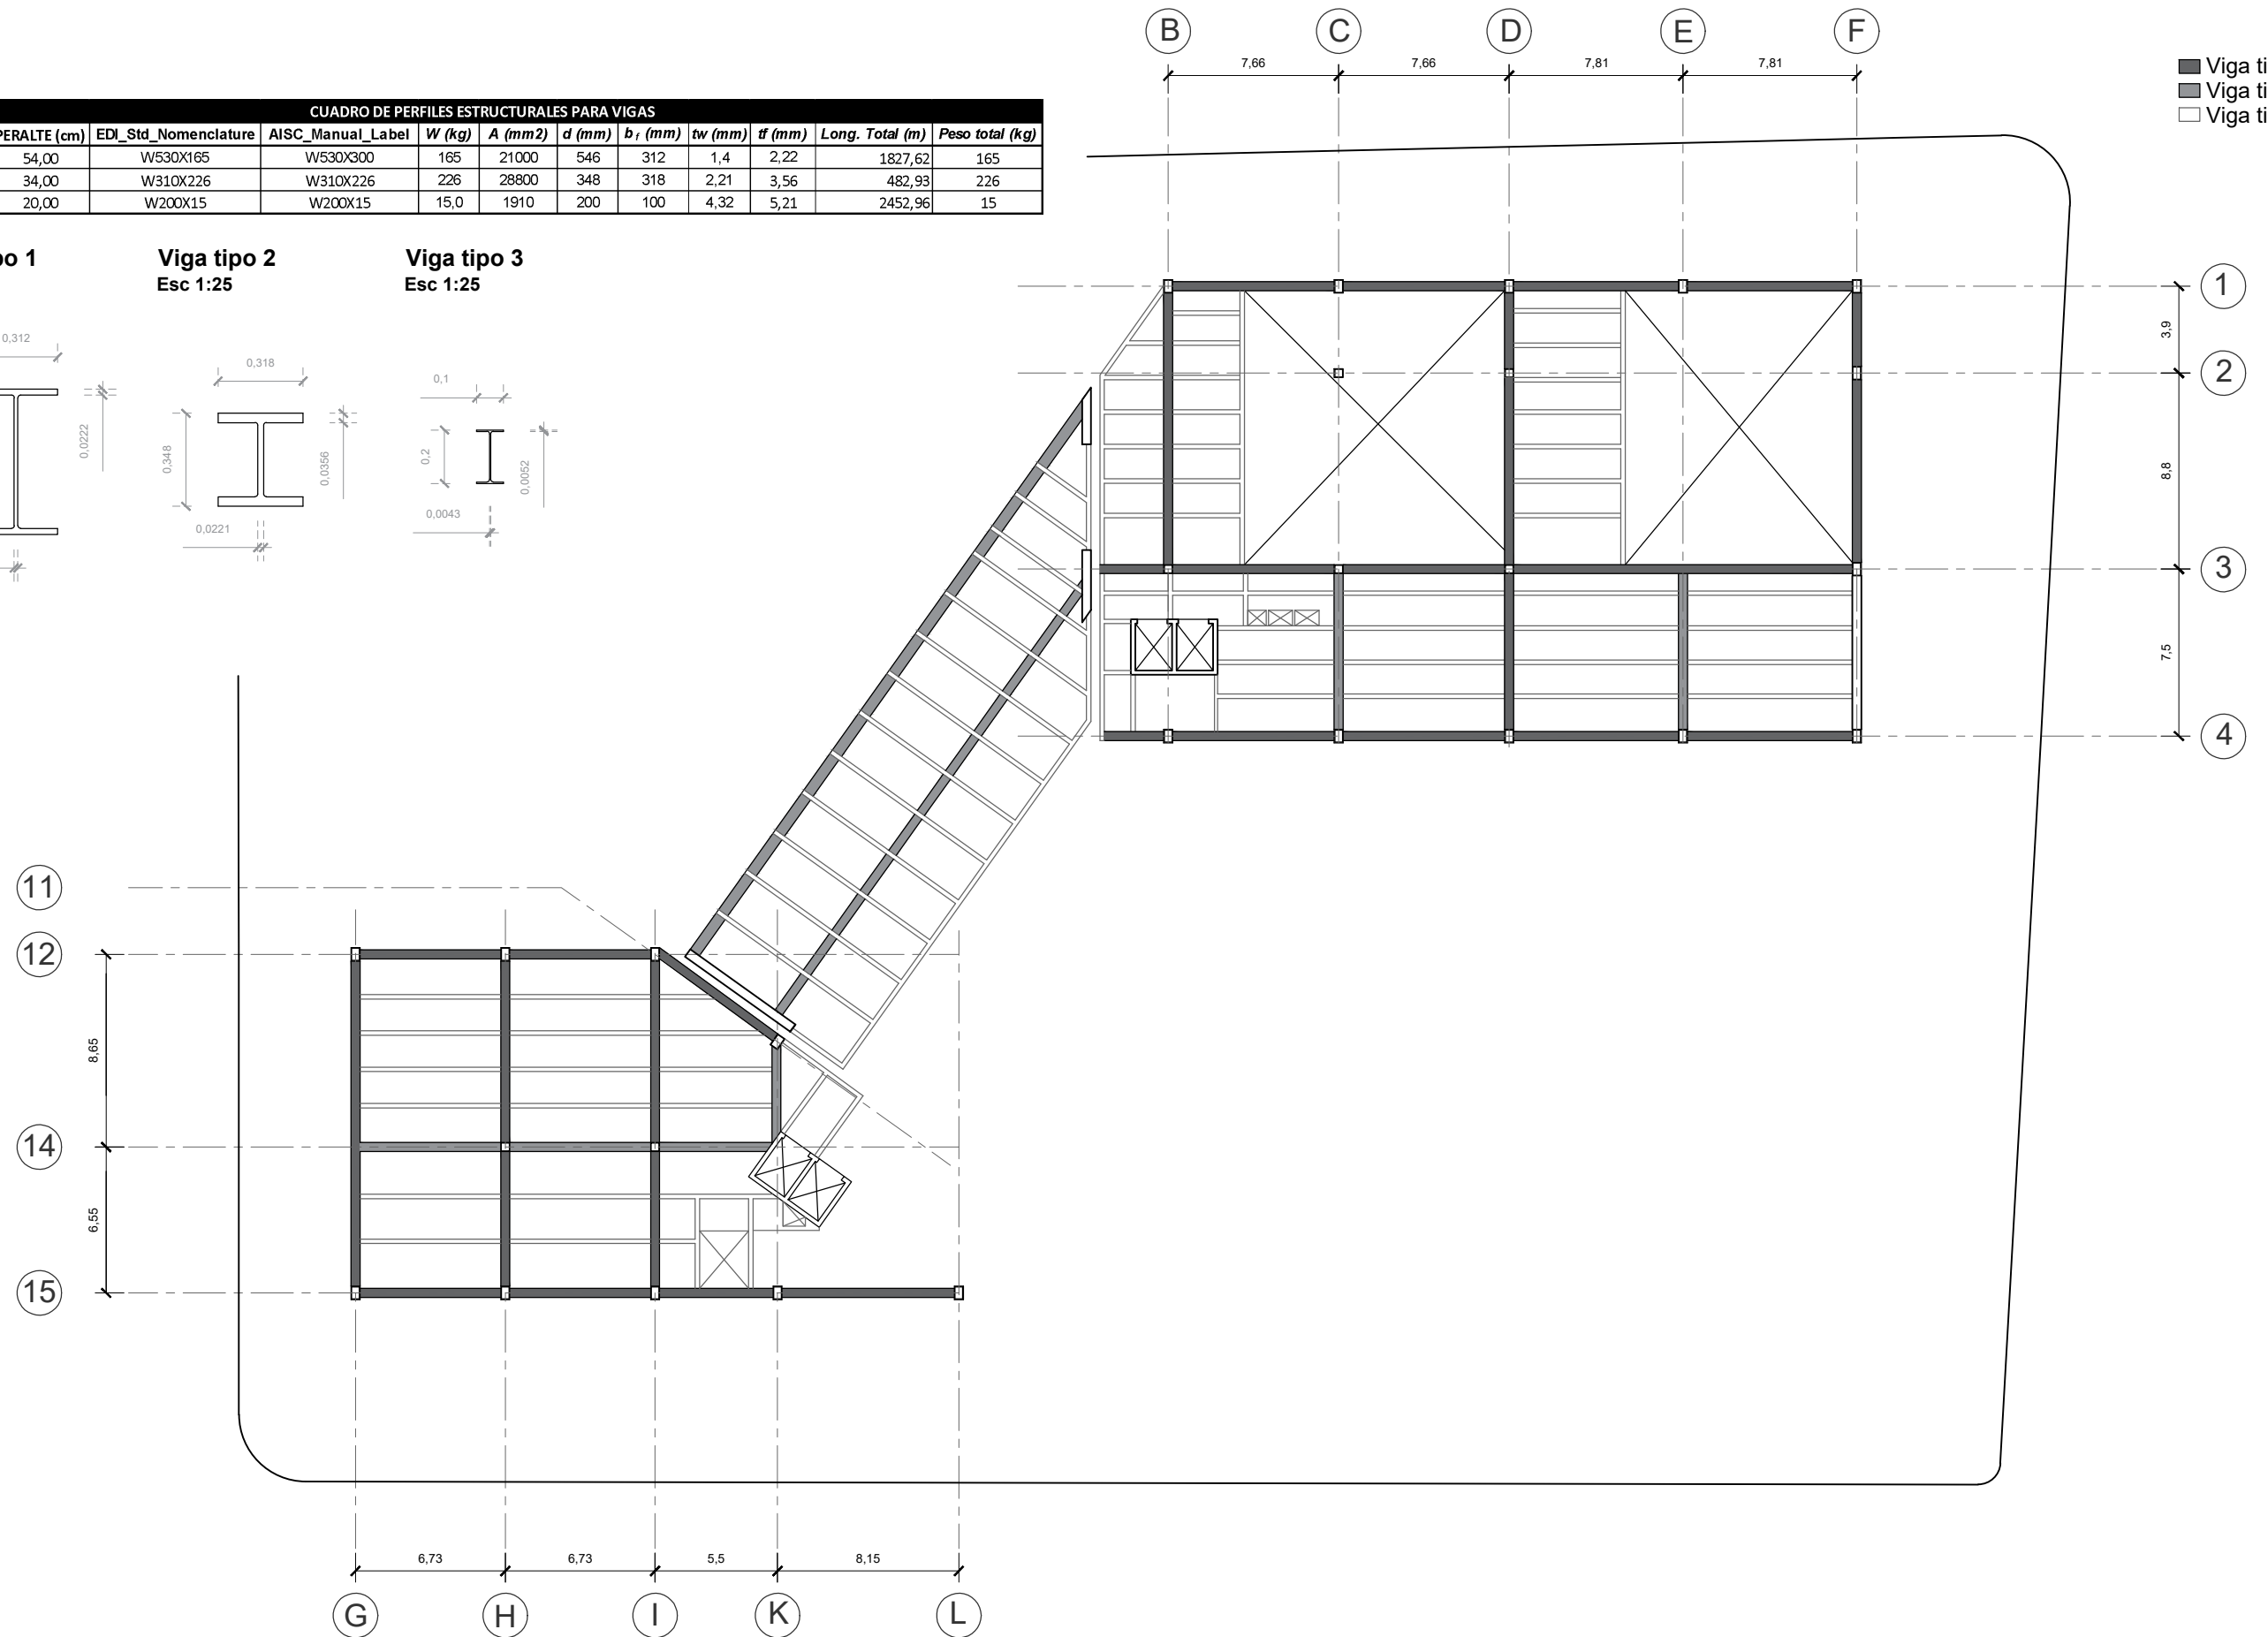 B C D E F
7,66 7,66 7,81 7,81
Viga ti
Viga ti
Viga ti
CUADRO DE PERFILES ESTRUCTURALES PARA VIGAS
PERALTE (cm) EDI_Std_Nomenclature AISC_Manual_Label W (kg) A (mm2) d (mm) bf (mm) tw (mm) tf (mm) Long. Total (m) Peso total (kg)
54,00 W530X165 W530X300 165 21000 546 312 1,4 2,22 1827,62 165
34,00 W310X226 W310X226 226 28800 348 318 2,21 3,56 482,93 226
20,00 W200X15 W200X15 15,0 1910 200 100 4,32 5,21 2452,96 15
po 1
Viga tipo 2
Esc 1:25
Viga tipo 3
Esc 1:25
0,312
0,0222
0,318
0,348
0,0356
0,0221
0,1
0,2
0,0052
0,0043
1
3,9
2
8,8
3
7,5
4
11
12
8,65
14
6,55
15
6,73 6,73 5,5 8,15
G H I K L